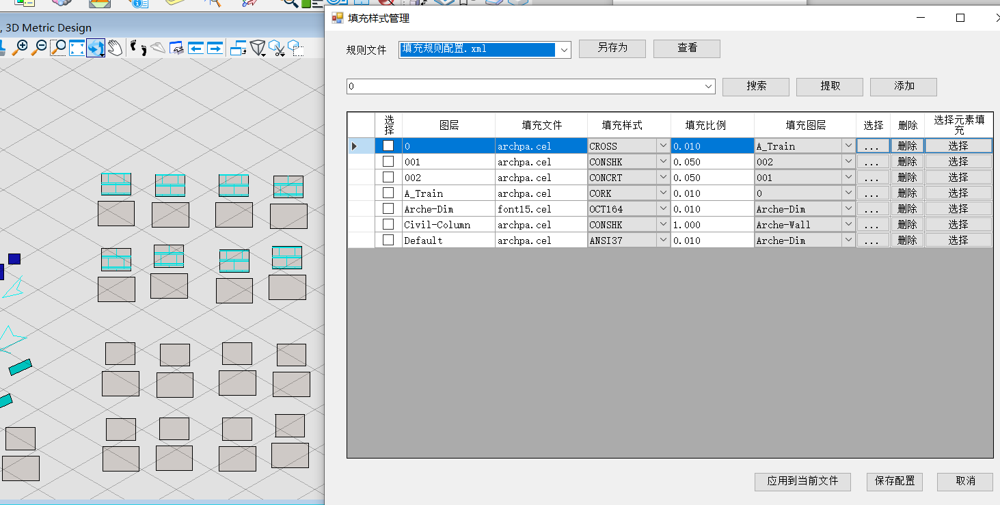 填充样式管理
, 3D Metric Design
规则文件 填充规则配置.xml 另存为 查看
0 搜索 提取 添加
选择 图层 填充文件 填充样式 填充比例 填充图层 选择 删除 选择元素填充
0 archpa.cel CROSS 0.010 A_Train ... 删除 选择
001 archpa.cel CONSHK 0.050 002 ... 删除 选择
002 archpa.cel CONCRT 0.050 001 ... 删除 选择
A_Train archpa.cel CORK 0.010 0 ... 删除 选择
Arche-Dim font15.cel OCT164 0.010 Arche-Dim ... 删除 选择
Civil-Column archpa.cel CONSHK 1.000 Arche-Wall ... 删除 选择
Default archpa.cel ANSI37 0.010 Arche-Dim ... 删除 选择
应用到当前文件 保存配置 取消